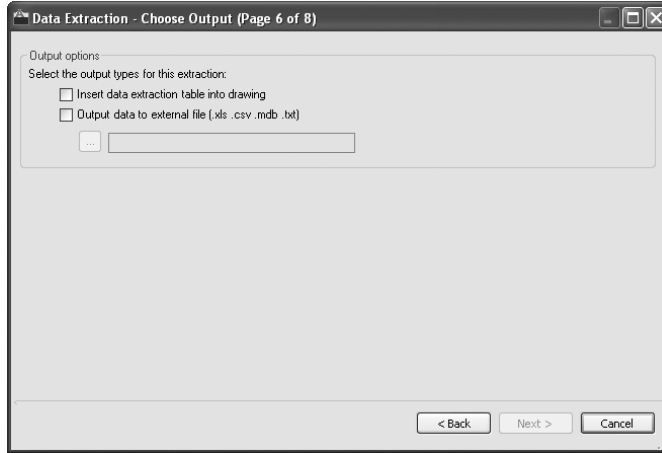 Data Extraction - Choose Output (Page 6 of 8)
Output options
Select the output types for this extraction:
Insert data extraction table into drawing
Output data to external file (.xls .csv .mdb .txt)
...
< Back Next > Cancel